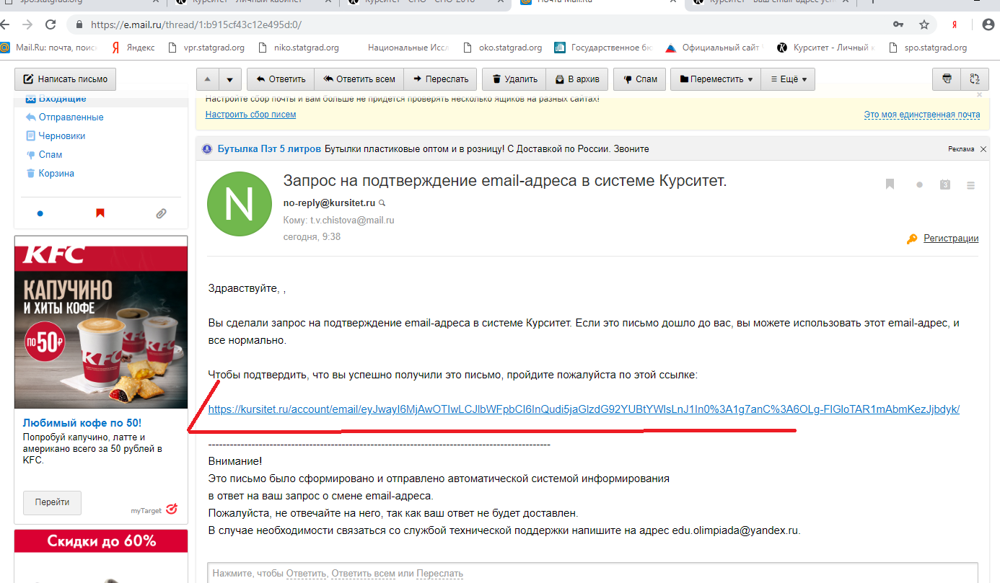 spo.statgrad.org
Курситет - Личный кабинет
Курситет - СПО - СПО-2018
Почта Mail.Ru
Курситет - ваш email-адрес усп
https://e.mail.ru/thread/1:b915cf43c12e495d:0/
Я
Mail.Ru: почта, поис
Я Яндекс
vpr.statgrad.org
niko.statgrad.org
Национальные Иссл
oko.statgrad.org
Государственное бю
Официальный сайт
Курситет - Личный к
spo.statgrad.org
Написать письмо
Ответить
Ответить всем
Переслать
Удалить
В архив
Спам
Переместить
Ещё
Входящие
Отправленные
Черновики
Спам
Корзина
Настройте сбор почты и вам больше не придется проверять несколько ящиков на разных сайтах!
Настроить сбор писем
Это моя единственная почта
Бутылка Пэт 5 литров Бутылки пластиковые оптом и в розницу! С Доставкой по России. Звоните
Реклама
N
Запрос на подтверждение email-адреса в системе Курситет.
3
no-reply@kursitet.ru
Кому: t.v.chistova@mail.ru
сегодня, 9:38
Регистрации
Здравствуйте, ,
Вы сделали запрос на подтверждение email-адреса в системе Курситет. Если это письмо дошло до вас, вы можете использовать этот email-адрес, и
все нормально.
Чтобы подтвердить, что вы успешно получили это письмо, пройдите пожалуйста по этой ссылке:
https://kursitet.ru/account/email/eyJwayI6MjAwOTIwLCJlbWFpbCI6InQudi5jaGlzdG92YUBtYWlsLnJ1In0%3A1g7anC%3A6OLg-FIGloTAR1mAbmKezJjbdyk/
-----------------------------------------------------------------------------------------------
Внимание!
Это письмо было сформировано и отправлено автоматической системой информирования
в ответ на ваш запрос о смене email-адреса.
Пожалуйста, не отвечайте на него, так как ваш ответ не будет доставлен.
В случае необходимости связаться со службой технической поддержки напишите на адрес edu.olimpiada@yandex.ru.
Нажмите, чтобы Ответить, Ответить всем или Переслать
KFC
КАПУЧИНО
И ХИТЫ КОФЕ
ПО 50₽
KFC
KFC
KFC
Любимый кофе по 50!
Попробуй капучино, латте и
американо всего за 50 рублей в
KFC.
Перейти
myTarget
Скидки до 60%